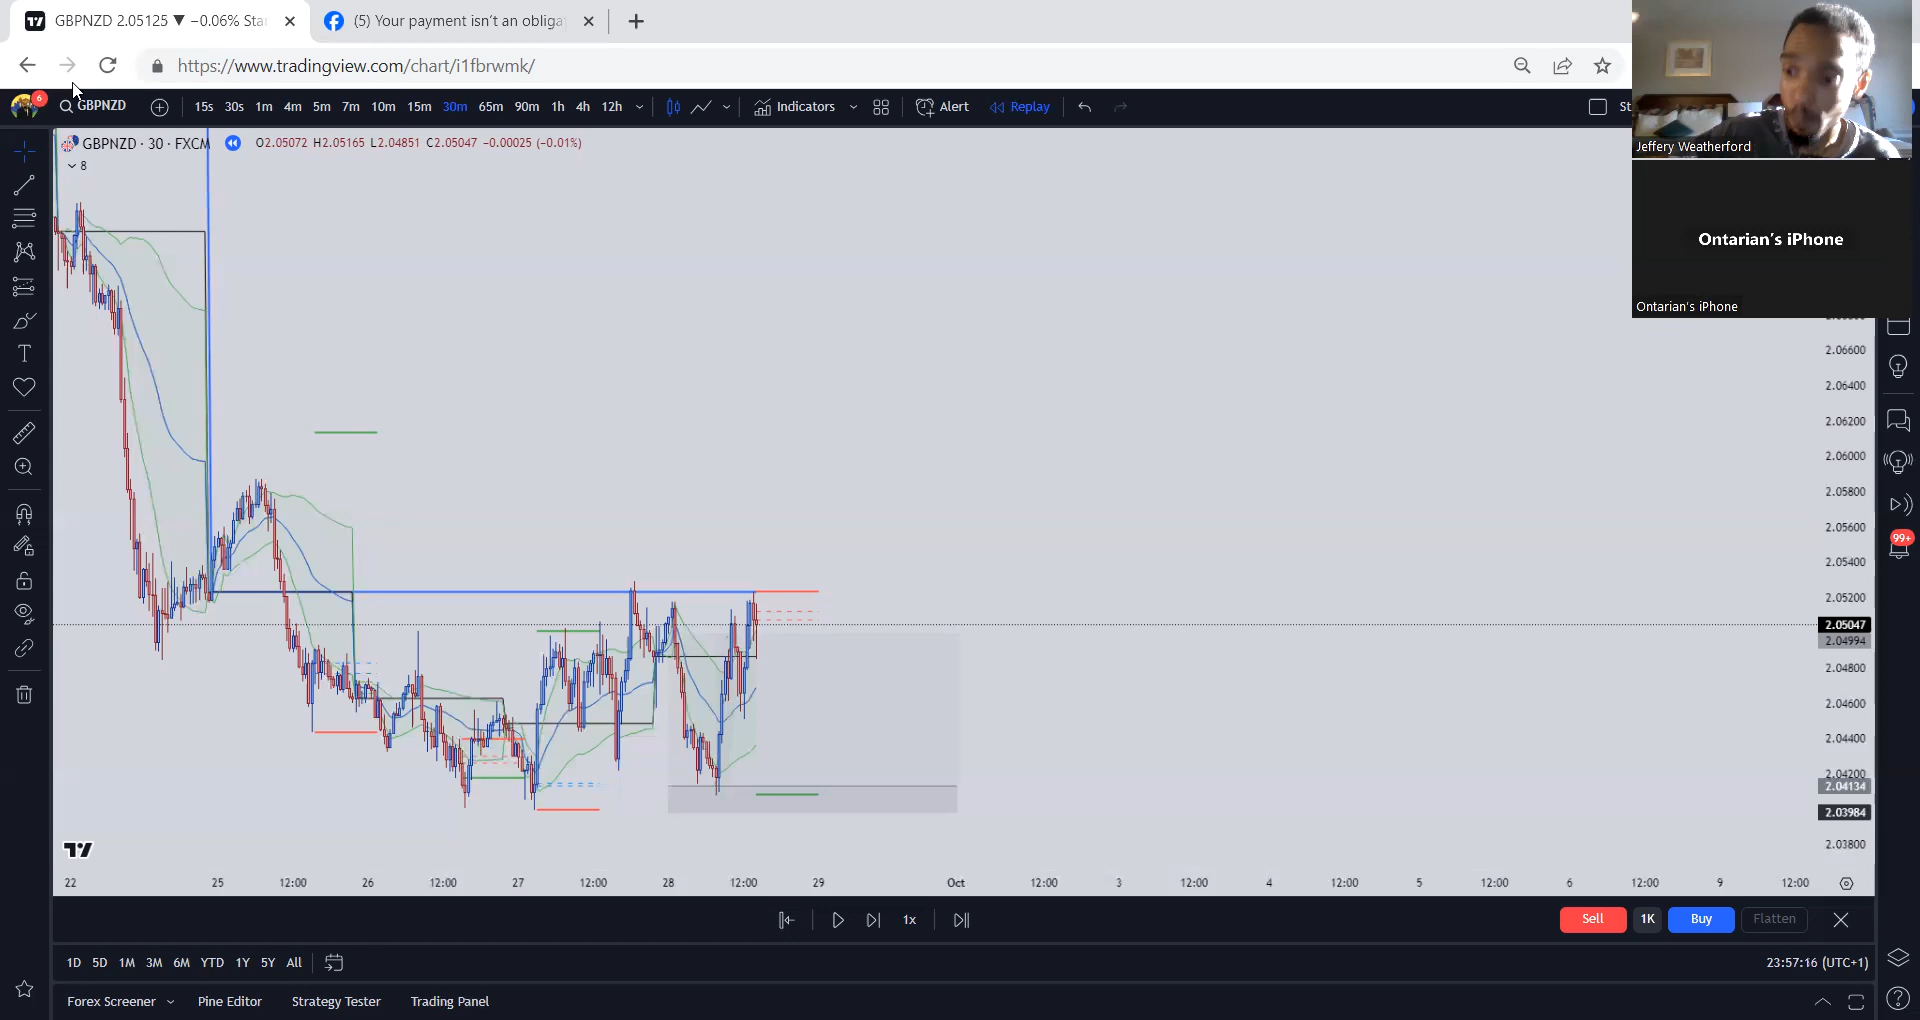 GBPNZD 2.05125 ▼ −0.06% Sta
(5) Your payment isn’t an obliga
https://www.tradingview.com/chart/i1fbrwmk/
6
GBPNZD
15s 30s 1m 4m 5m 7m 10m 15m 30m 65m 90m 1h 4h 12h
Indicators
Alert
Replay
St
GBPNZD · 30 · FXCM O2.05072 H2.05165 L2.04851 C2.05047 −0.00025 (−0.01%)
8
Jeffery Weatherford
Ontarian’s iPhone
Ontarian’s iPhone
2.06600
2.06400
2.06200
2.06000
2.05800
2.05600
2.05400
2.05200
2.05047
2.04994
2.04800
2.04600
2.04400
2.04200
2.04134
2.03984
2.03800
99+
22 25 12:00 26 12:00 27 12:00 28 12:00 29 Oct 12:00 3 12:00 4 12:00 5 12:00 6 12:00 9 12:00
1x
Sell 1K Buy Flatten
1D 5D 1M 3M 6M YTD 1Y 5Y All
23:57:16 (UTC+1)
Forex Screener Pine Editor Strategy Tester Trading Panel